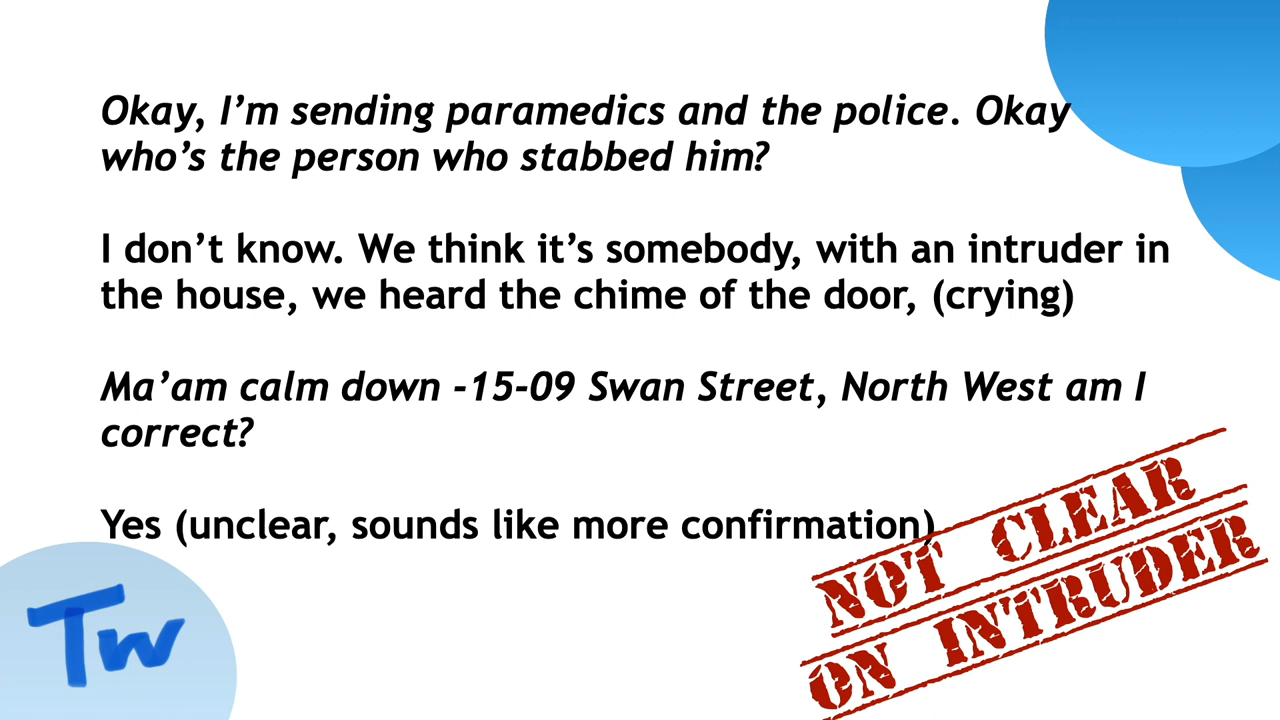 Okay, I’m sending paramedics and the police. Okay
who’s the person who stabbed him?
I don’t know. We think it’s somebody, with an intruder in
the house, we heard the chime of the door, (crying)
Ma’am calm down -15-09 Swan Street, North West am I
correct?
Yes (unclear, sounds like more confirmation)
NOT CLEAR
ON INTRUDER
Tw